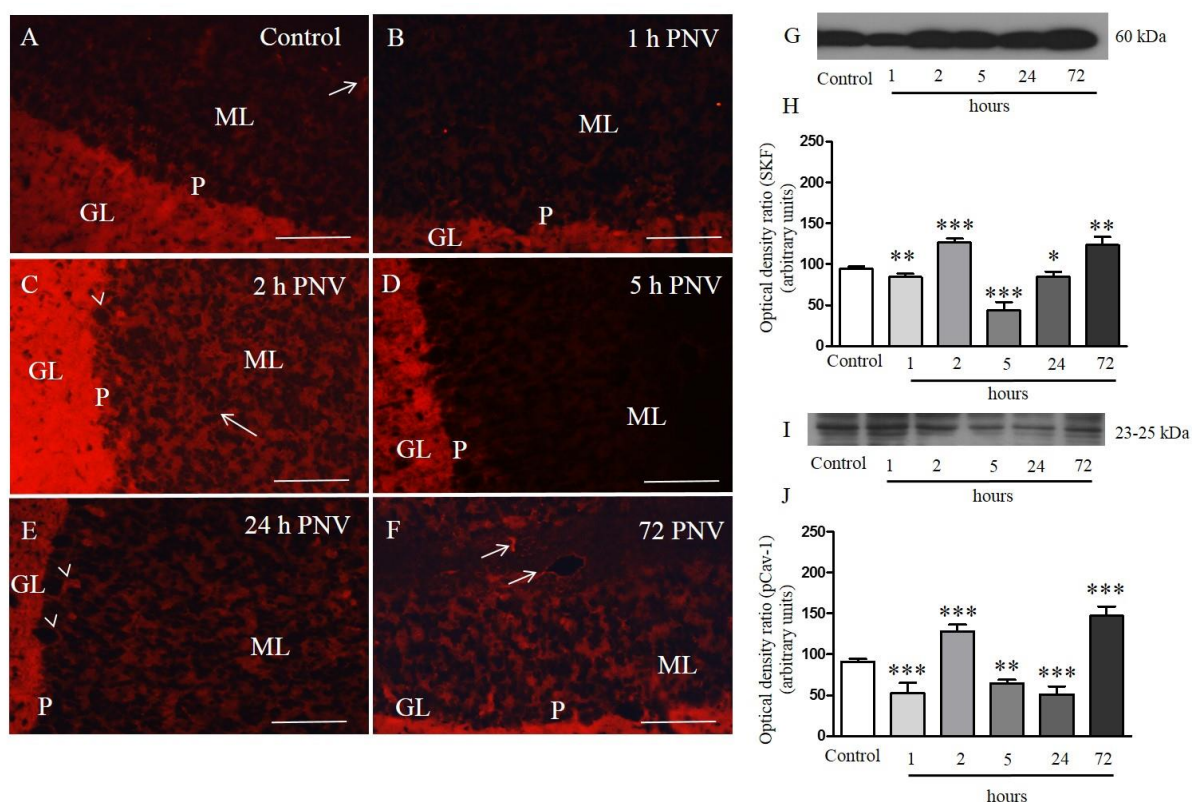 A
Control
ML
P
GL
B
1 h PNV
ML
P
GL
C
2 h PNV
GL
ML
P
D
5 h PNV
ML
GL
P
E
24 h PNV
GL
ML
P
F
72 PNV
ML
GL
P
G
60 kDa
Control 1 2 5 24 72
hours
H
Optical density ratio (SKF)
(arbitrary units)
250
200
150
100
50
0
** *** *** * **
Control 1 2 5 24 72
hours
I
23-25 kDa
Control 1 2 5 24 72
hours
J
Optical density ratio (pCav-1)
(arbitrary units)
250
200
150
100
50
0
*** *** ** *** ***
Control 1 2 5 24 72
hours